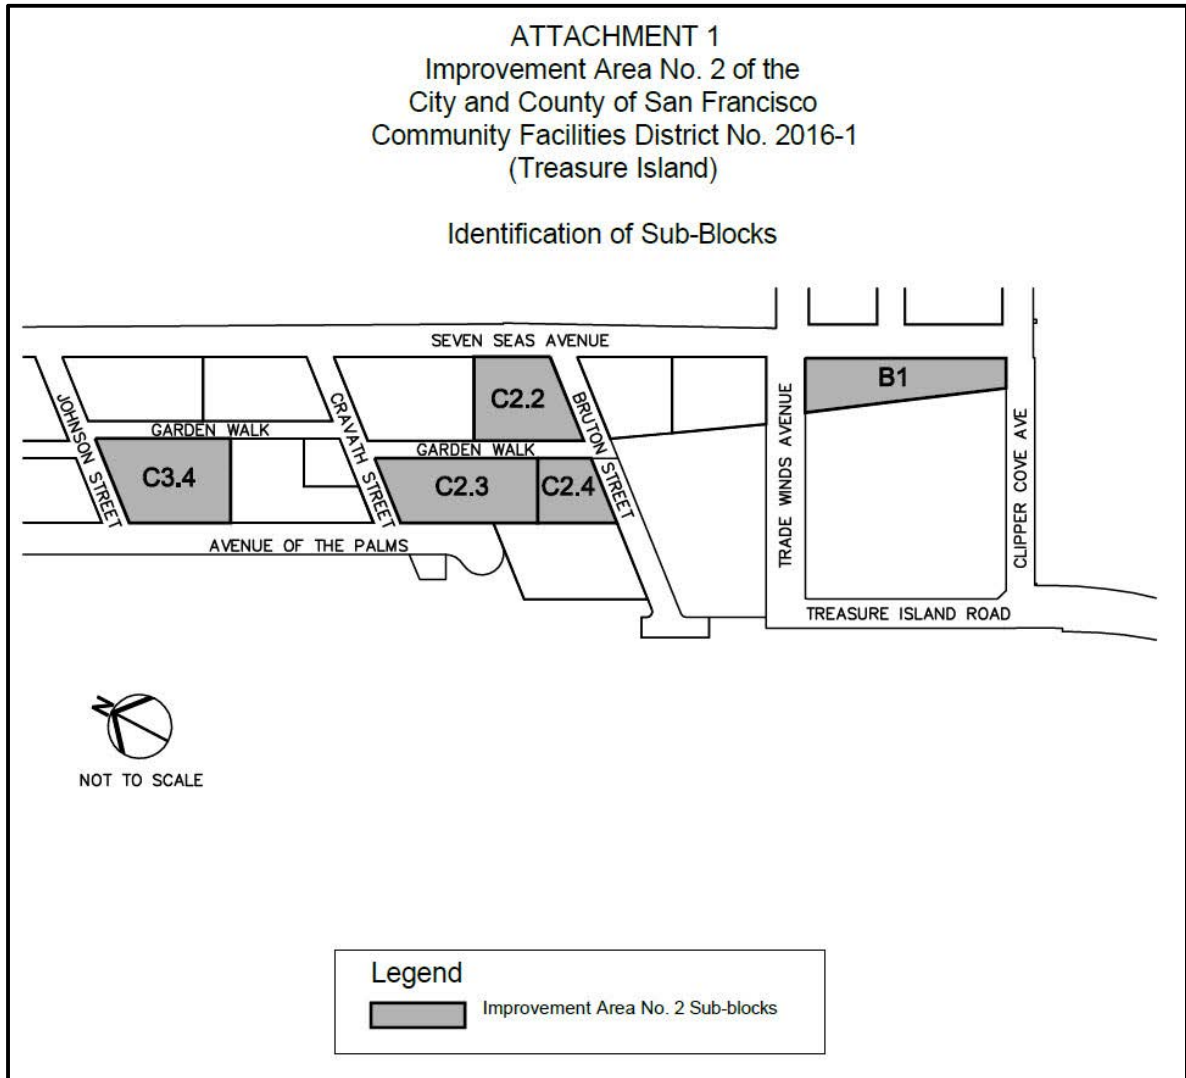 ATTACHMENT 1
Improvement Area No. 2 of the
City and County of San Francisco
Community Facilities District No. 2016-1
(Treasure Island)
Identification of Sub-Blocks
SEVEN SEAS AVENUE
JOHNSON STREET
GARDEN WALK
CRAVATH STREET
C2.2
BRUTON STREET
GARDEN WALK
TRADE WINDS AVENUE
B1
CLIPPER COVE AVE
C3.4
C2.3
C2.4
AVENUE OF THE PALMS
TREASURE ISLAND ROAD
N
NOT TO SCALE
Legend
Improvement Area No. 2 Sub-blocks